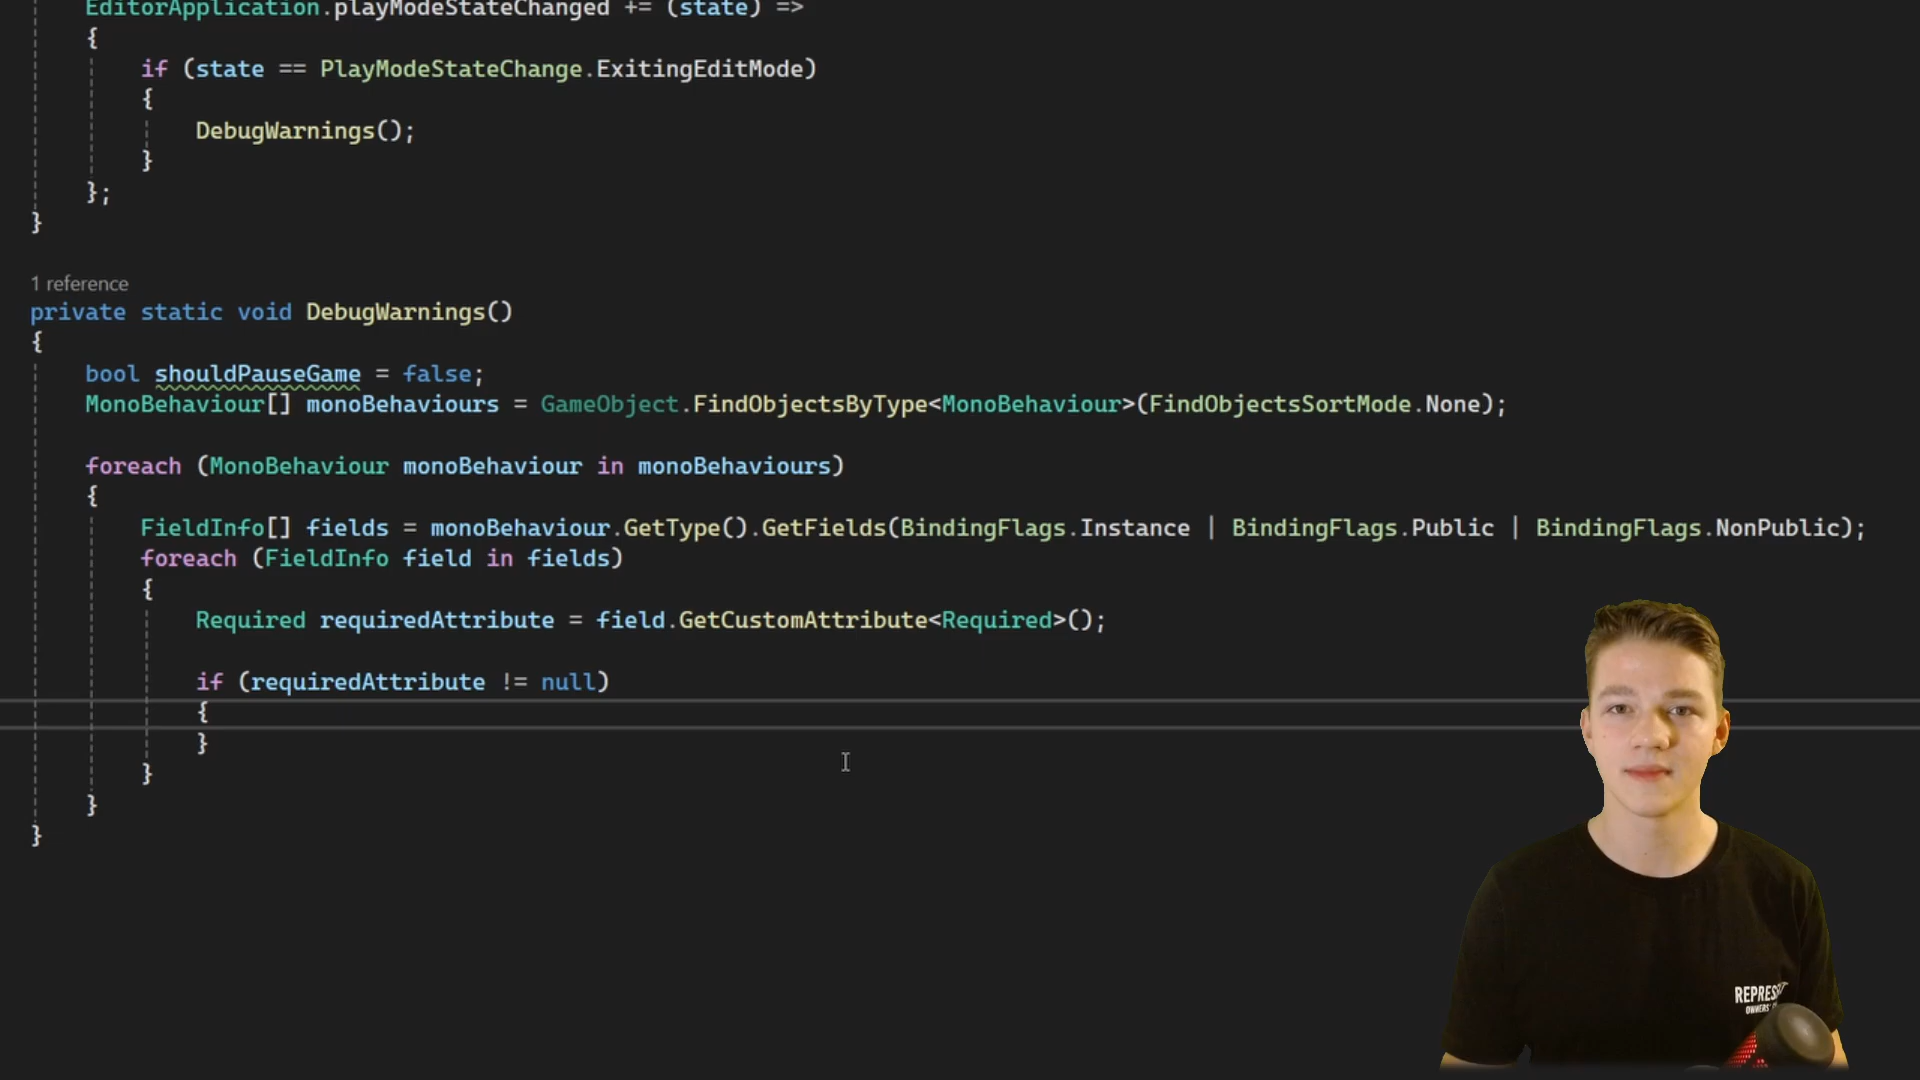 EditorApplication.playModeStateChanged += (state) =>
{
if (state == PlayModeStateChange.ExitingEditMode)
{
DebugWarnings();
}
};
}
1 reference
private static void DebugWarnings()
{
bool shouldPauseGame = false;
MonoBehaviour[] monoBehaviours = GameObject.FindObjectsByType<MonoBehaviour>(FindObjectsSortMode.None);
foreach (MonoBehaviour monoBehaviour in monoBehaviours)
{
FieldInfo[] fields = monoBehaviour.GetType().GetFields(BindingFlags.Instance | BindingFlags.Public | BindingFlags.NonPublic);
foreach (FieldInfo field in fields)
{
Required requiredAttribute = field.GetCustomAttribute<Required>();
if (requiredAttribute != null)
{
}
}
}
}